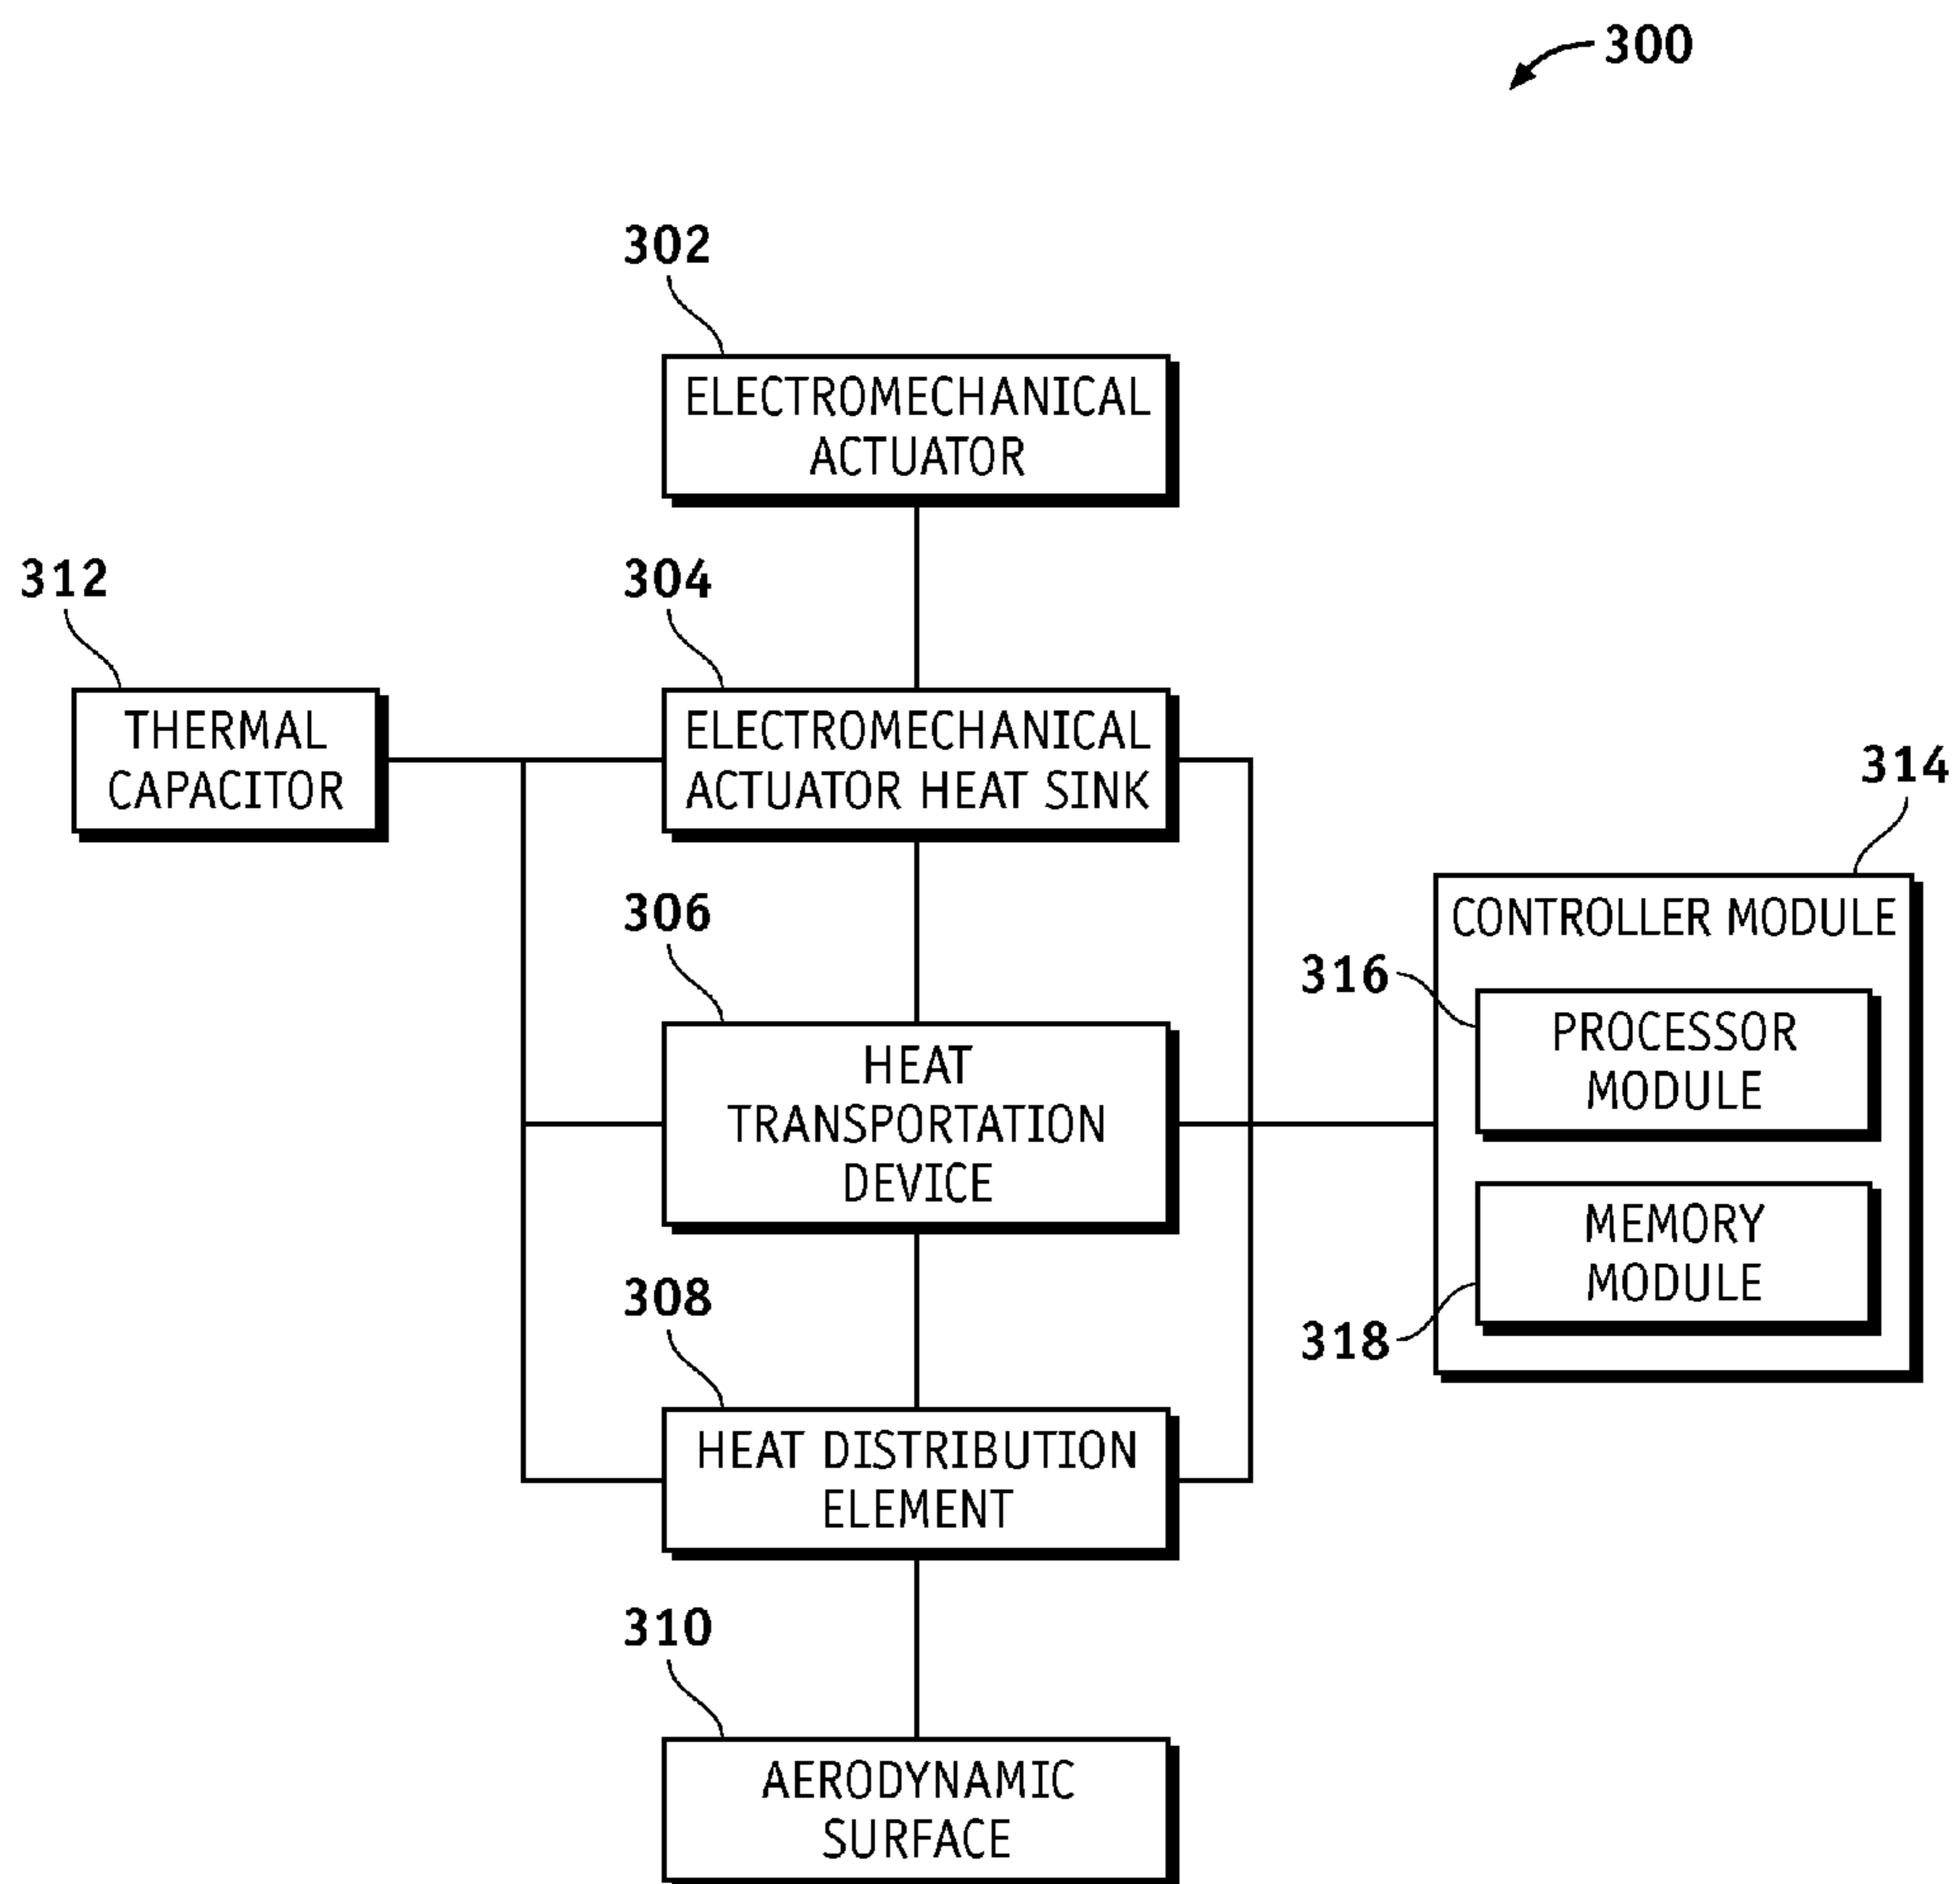 300
302
ELECTROMECHANICAL
ACTUATOR
312
304
THERMAL
CAPACITOR
ELECTROMECHANICAL
ACTUATOR HEAT SINK
314
CONTROLLER MODULE
306
316
HEAT
TRANSPORTATION
DEVICE
PROCESSOR
MODULE
MEMORY
MODULE
318
308
HEAT DISTRIBUTION
ELEMENT
310
AERODYNAMIC
SURFACE